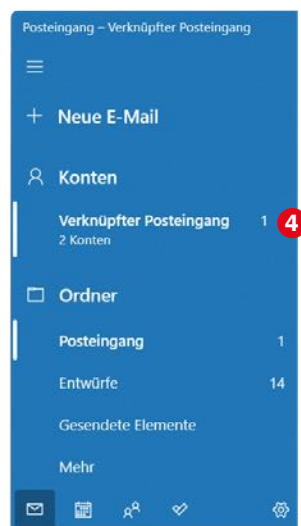 Posteingang – Verknüpfter Posteingang
Neue E-Mail
Konten
Verknüpfter Posteingang 1 4
2 Konten
Ordner
Posteingang 1
Entwürfe 14
Gesendete Elemente
Mehr